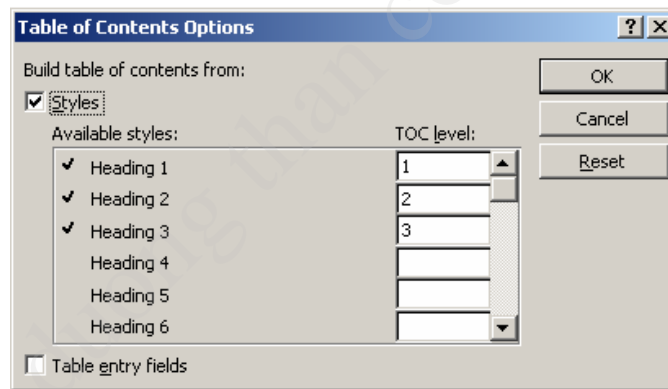 Table of Contents Options
Build table of contents from:
Styles
Available styles: TOC level:
Heading 1 1
Heading 2 2
Heading 3 3
Heading 4
Heading 5
Heading 6
Table entry fields
OK
Cancel
Reset